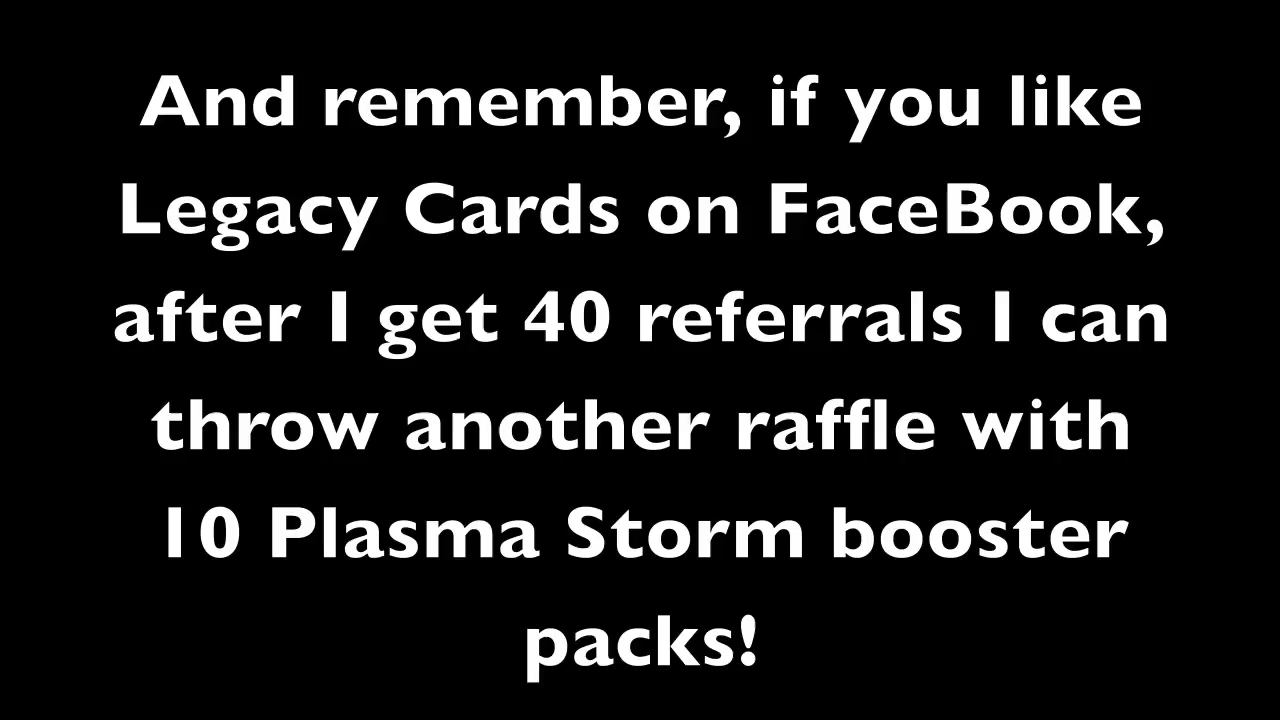 And remember, if you like
Legacy Cards on FaceBook,
after I get 40 referrals I can
throw another raffle with
10 Plasma Storm booster
packs!